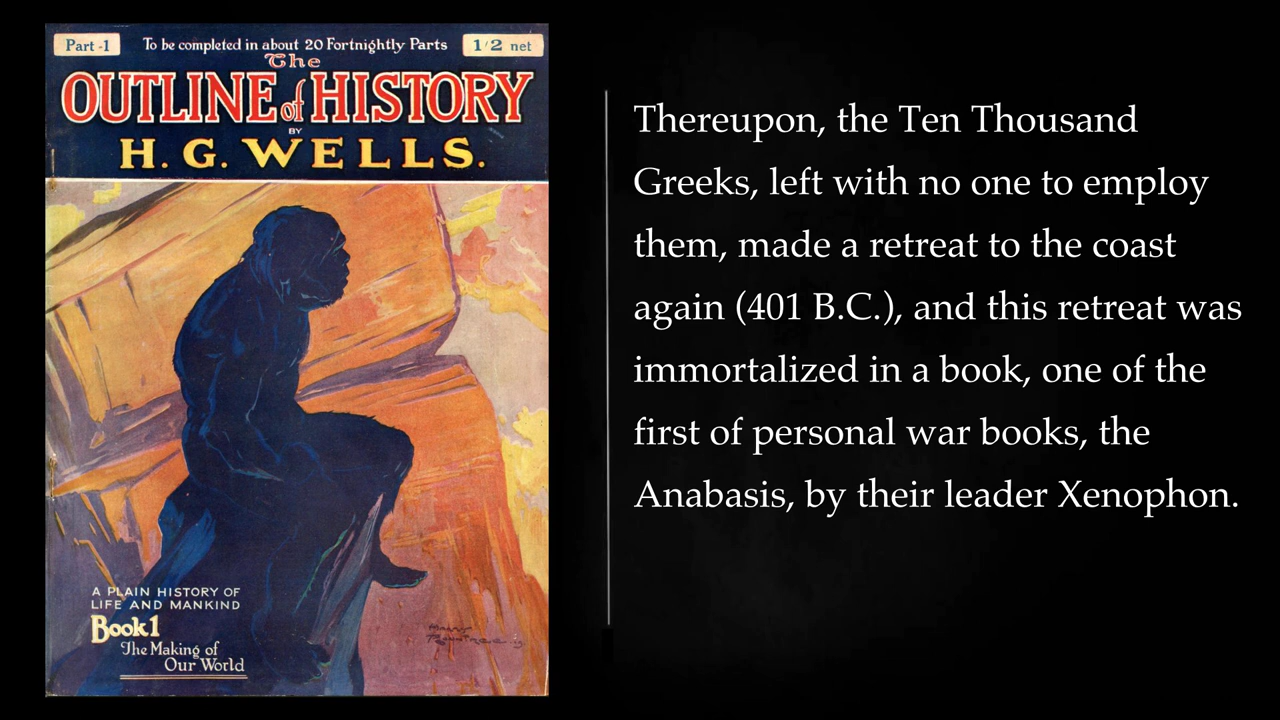 Part-1
To be completed in about 20 Fortnightly Parts
1/2 net
The
OUTLINE of HISTORY
BY
H. G. WELLS.
A PLAIN HISTORY OF
LIFE AND MANKIND
Book 1
The Making of
Our World
Thereupon, the Ten Thousand
Greeks, left with no one to employ
them, made a retreat to the coast
again (401 B.C.), and this retreat was
immortalized in a book, one of the
first of personal war books, the
Anabasis, by their leader Xenophon.